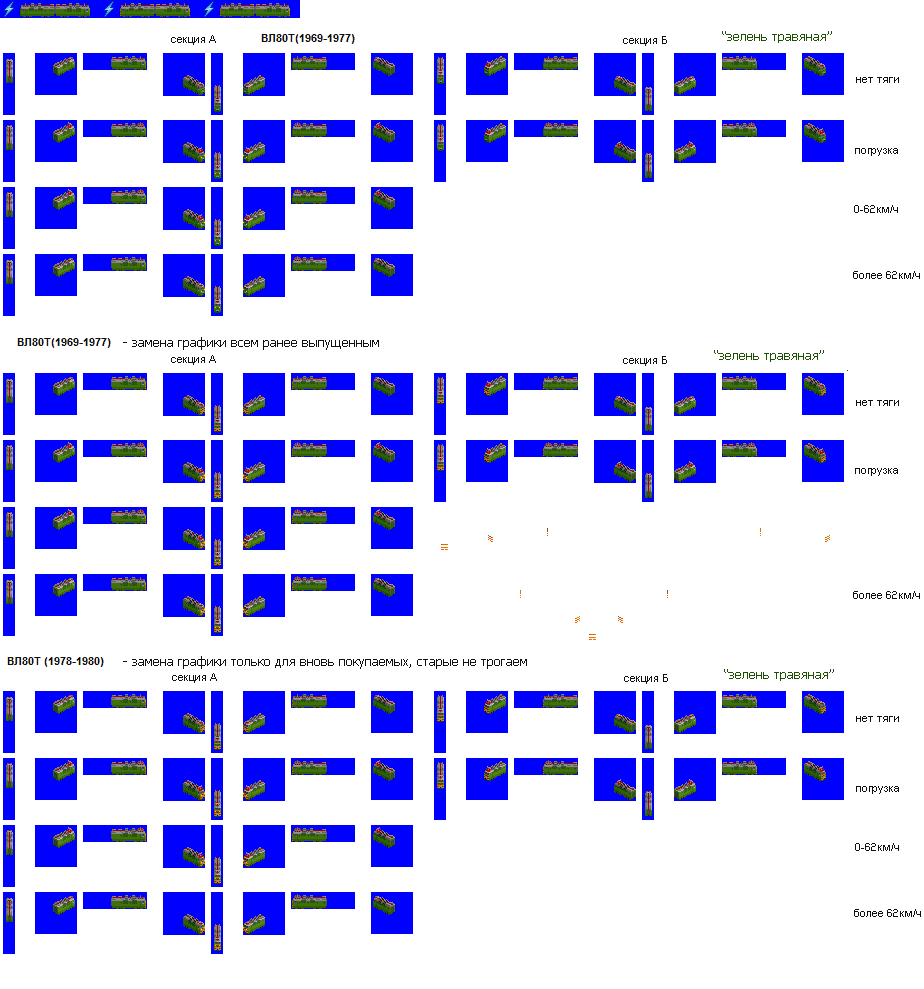 секция А ВЛ80Т(1969-1977) секция Б "зелень травяная"
нет тяги
погрузка
0-62км/ч
более 62км/ч
ВЛ80Т(1969-1977) - замена графики всем ранее выпущенным
секция А секция Б "зелень травяная"
нет тяги
погрузка
более 62км/ч
ВЛ80Т (1978-1980) - замена графики только для вновь покупаемых, старые не трогаем
секция А секция Б "зелень травяная"
нет тяги
погрузка
0-62км/ч
более 62км/ч